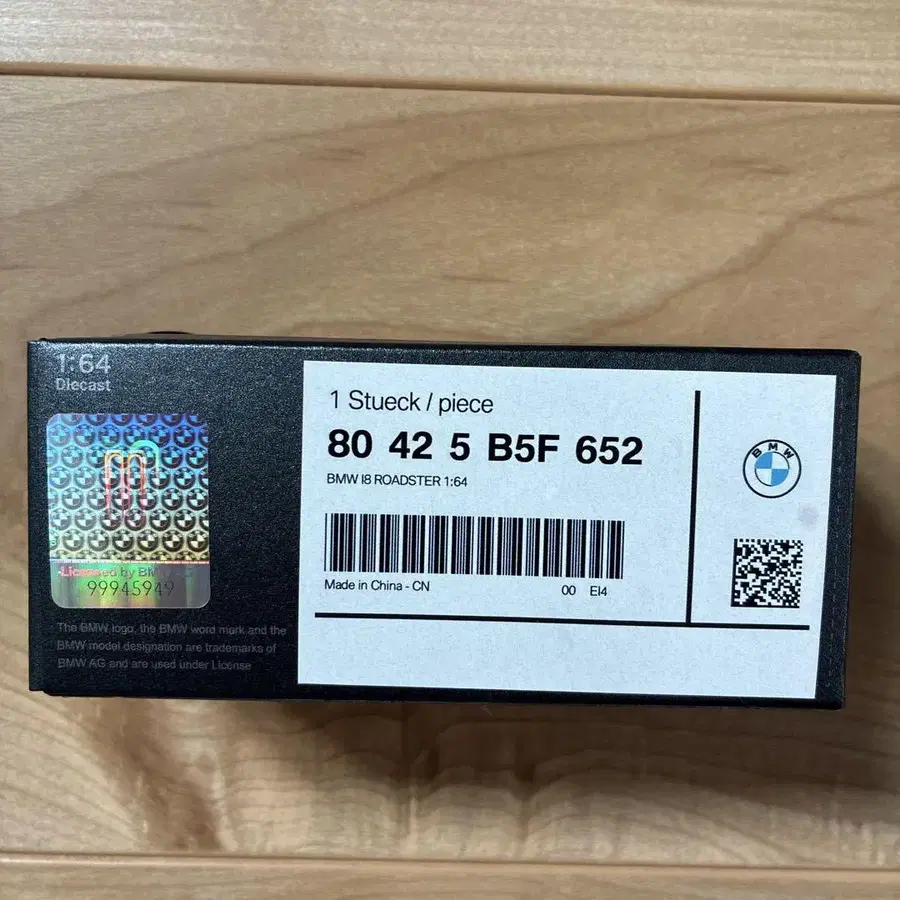 1:64
Diecast
Licensed by BM
99945949
The BMW logo, the BMW word mark and the
BMW model designation are trademarks of
BMW AG and are used under License
1 Stueck / piece
80 42 5 B5F 652
BMW I8 ROADSTER 1:64
Made in China - CN
00 EI4
BMW